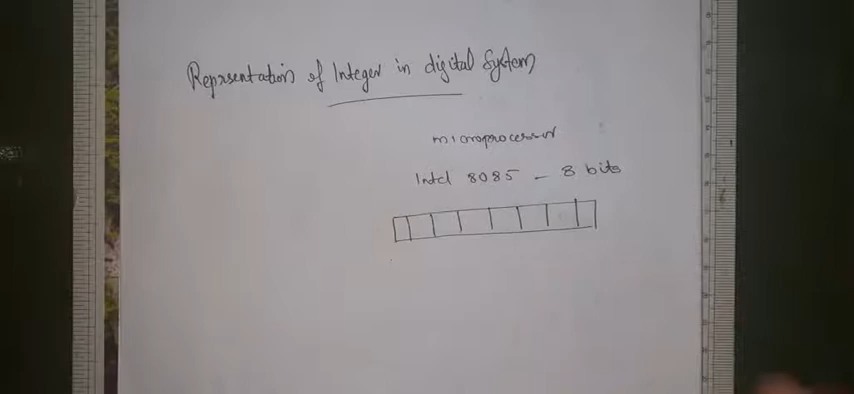 Representation of Integer in digital System
microprocessor
Intel 8085 - 8 bits